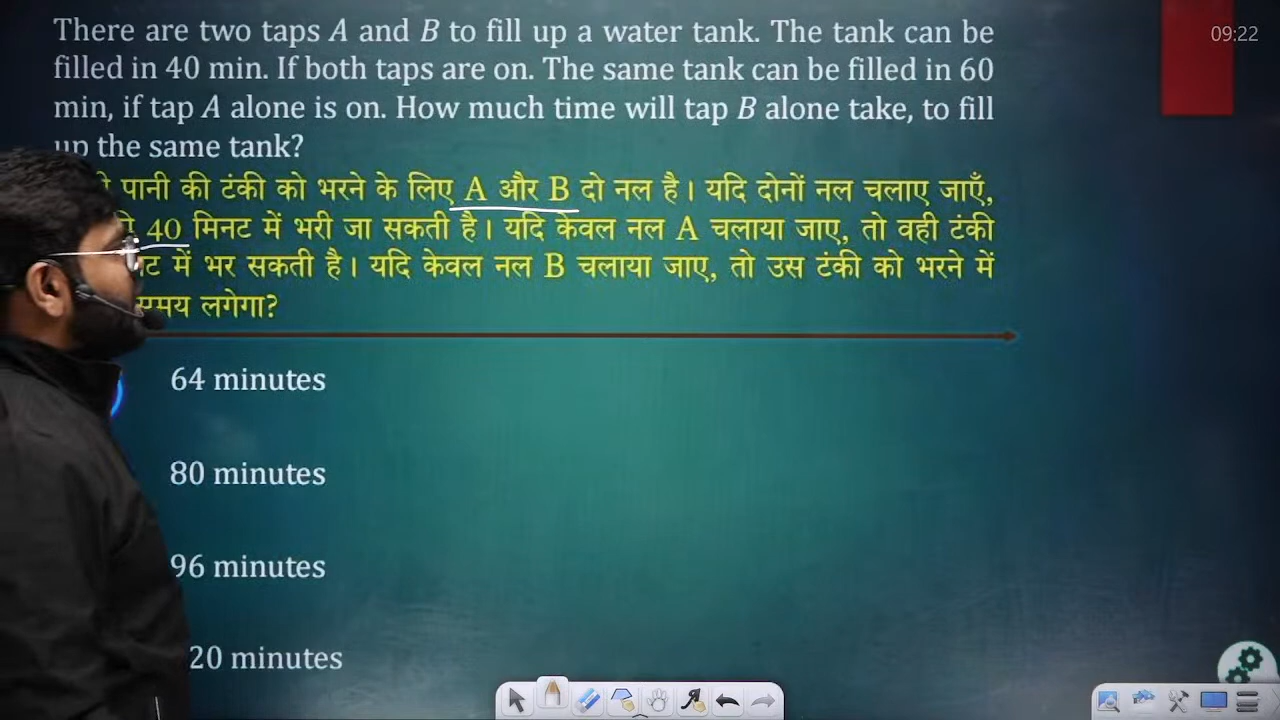 09:22
There are two taps A and B to fill up a water tank. The tank can be
filled in 40 min. If both taps are on. The same tank can be filled in 60
min, if tap A alone is on. How much time will tap B alone take, to fill
up the same tank?
पानी की टंकी को भरने के लिए A और B दो नल है। यदि दोनों नल चलाए जाएँ,
40 मिनट में भरी जा सकती है। यदि केवल नल A चलाया जाए, तो वही टंकी
में भर सकती है। यदि केवल नल B चलाया जाए, तो उस टंकी को भरने में
समय लगेगा?
64 minutes
80 minutes
96 minutes
20 minutes